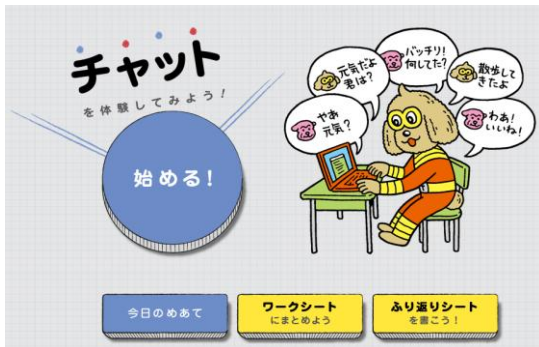 チャット
を体験してみよう!
始める!
やあ
元気?
元気だよ
君は?
バッチリ!
何してた?
散歩して
きたよ
わあ!
いいね!
今日のめあて
ワークシート
にまとめよう
ふり返りシート
を書こう!